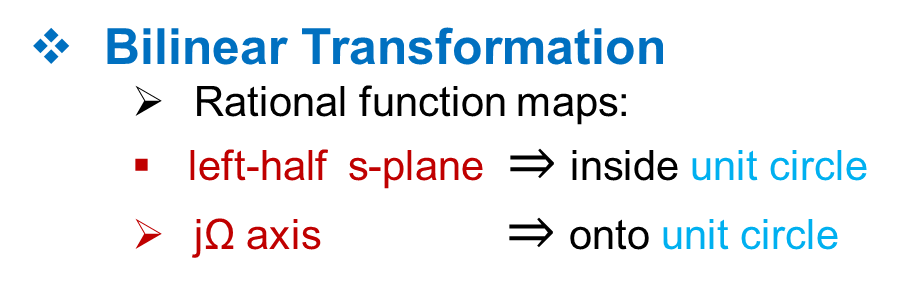 ❖ Bilinear Transformation
➢ Rational function maps:
▪ left-half s-plane ⇒ inside unit circle
➢ jΩ axis ⇒ onto unit circle